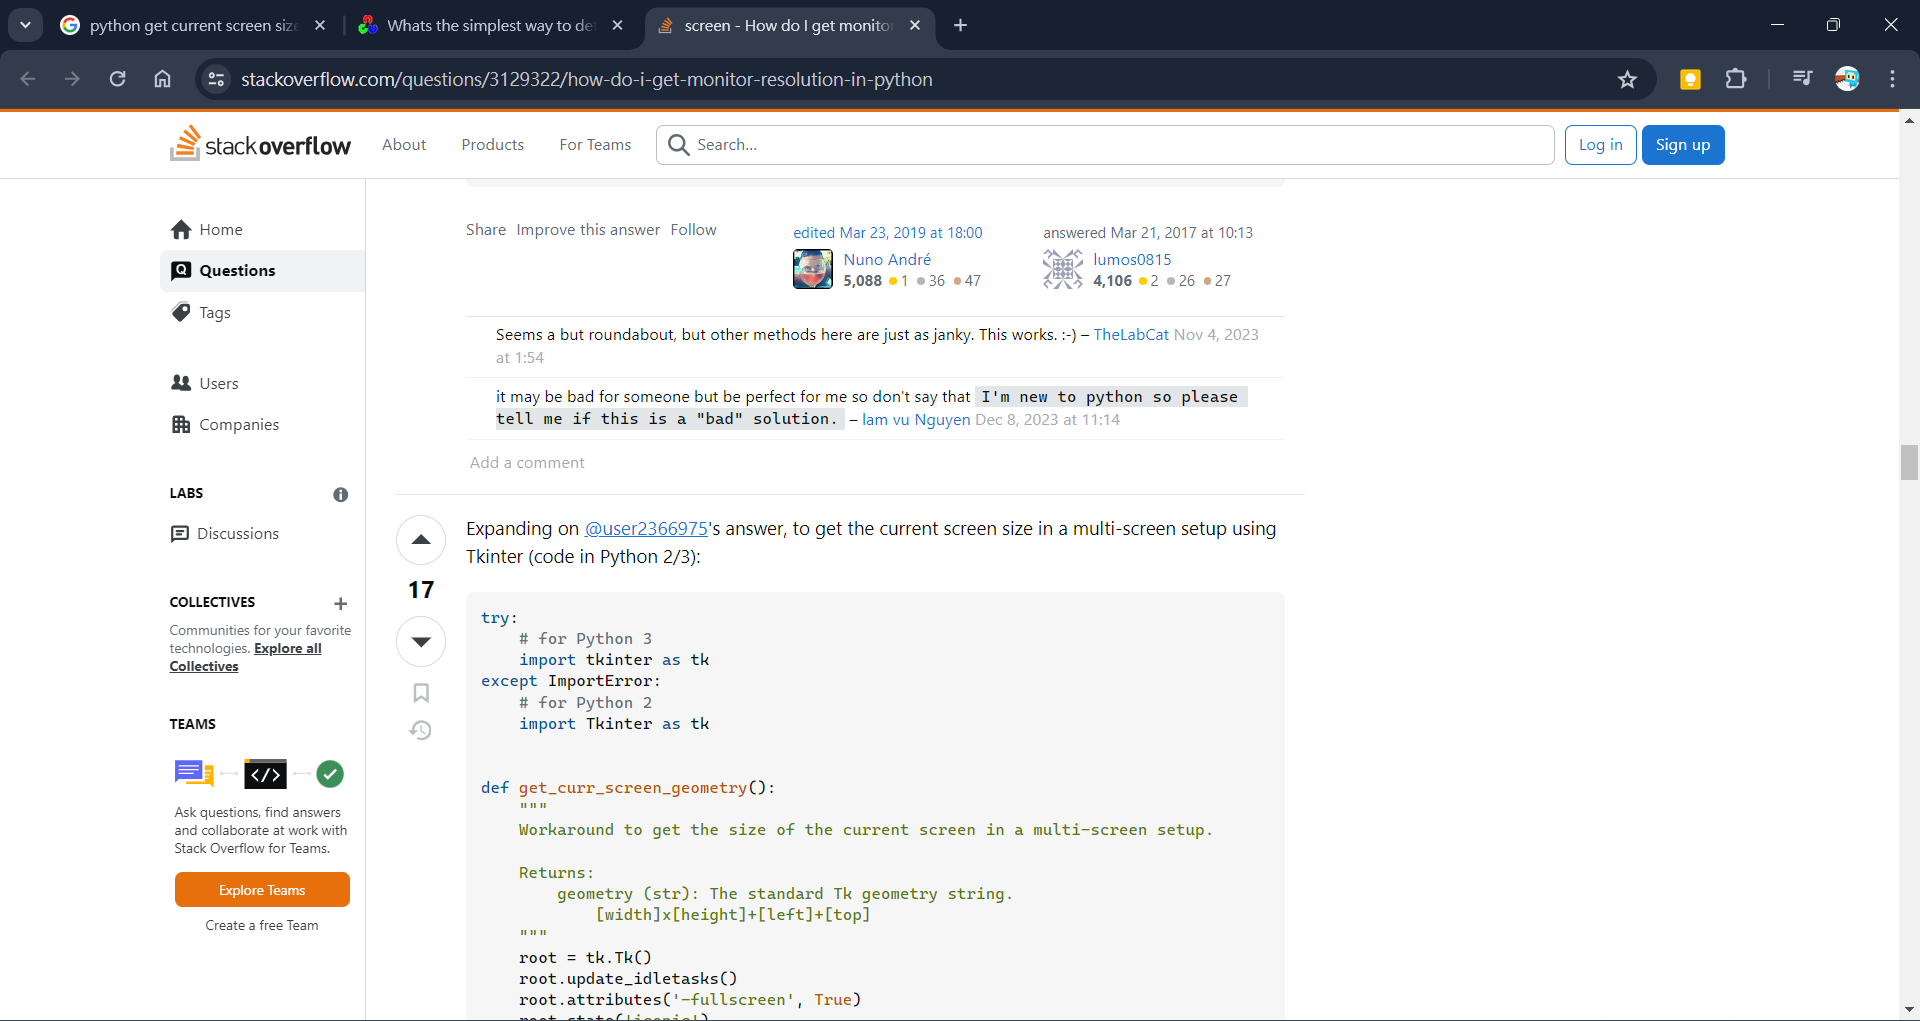 python get current screen size
Whats the simplest way to de
screen - How do I get monito
stackoverflow.com/questions/3129322/how-do-i-get-monitor-resolution-in-python
stackoverflow
About
Products
For Teams
Search...
Log in
Sign up
Home
Questions
Tags
Users
Companies
LABS
Discussions
COLLECTIVES
Communities for your favorite
technologies. Explore all
Collectives
TEAMS
Ask questions, find answers
and collaborate at work with
Stack Overflow for Teams.
Explore Teams
Create a free Team
Share Improve this answer Follow
edited Mar 23, 2019 at 18:00
Nuno André
5,088 1 36 47
answered Mar 21, 2017 at 10:13
lumos0815
4,106 2 26 27
Seems a but roundabout, but other methods here are just as janky. This works. :-) – TheLabCat Nov 4, 2023
at 1:54
it may be bad for someone but be perfect for me so don't say that I'm new to python so please
tell me if this is a "bad" solution. – lam vu Nguyen Dec 8, 2023 at 11:14
Add a comment
17
Expanding on @user2366975's answer, to get the current screen size in a multi-screen setup using
Tkinter (code in Python 2/3):
try:
    # for Python 3
    import tkinter as tk
except ImportError:
    # for Python 2
    import Tkinter as tk
def get_curr_screen_geometry():
    """
    Workaround to get the size of the current screen in a multi-screen setup.
    Returns:
        geometry (str): The standard Tk geometry string.
            [width]x[height]+[left]+[top]
    """
    root = tk.Tk()
    root.update_idletasks()
    root.attributes('-fullscreen', True)
    root.state('iconic')